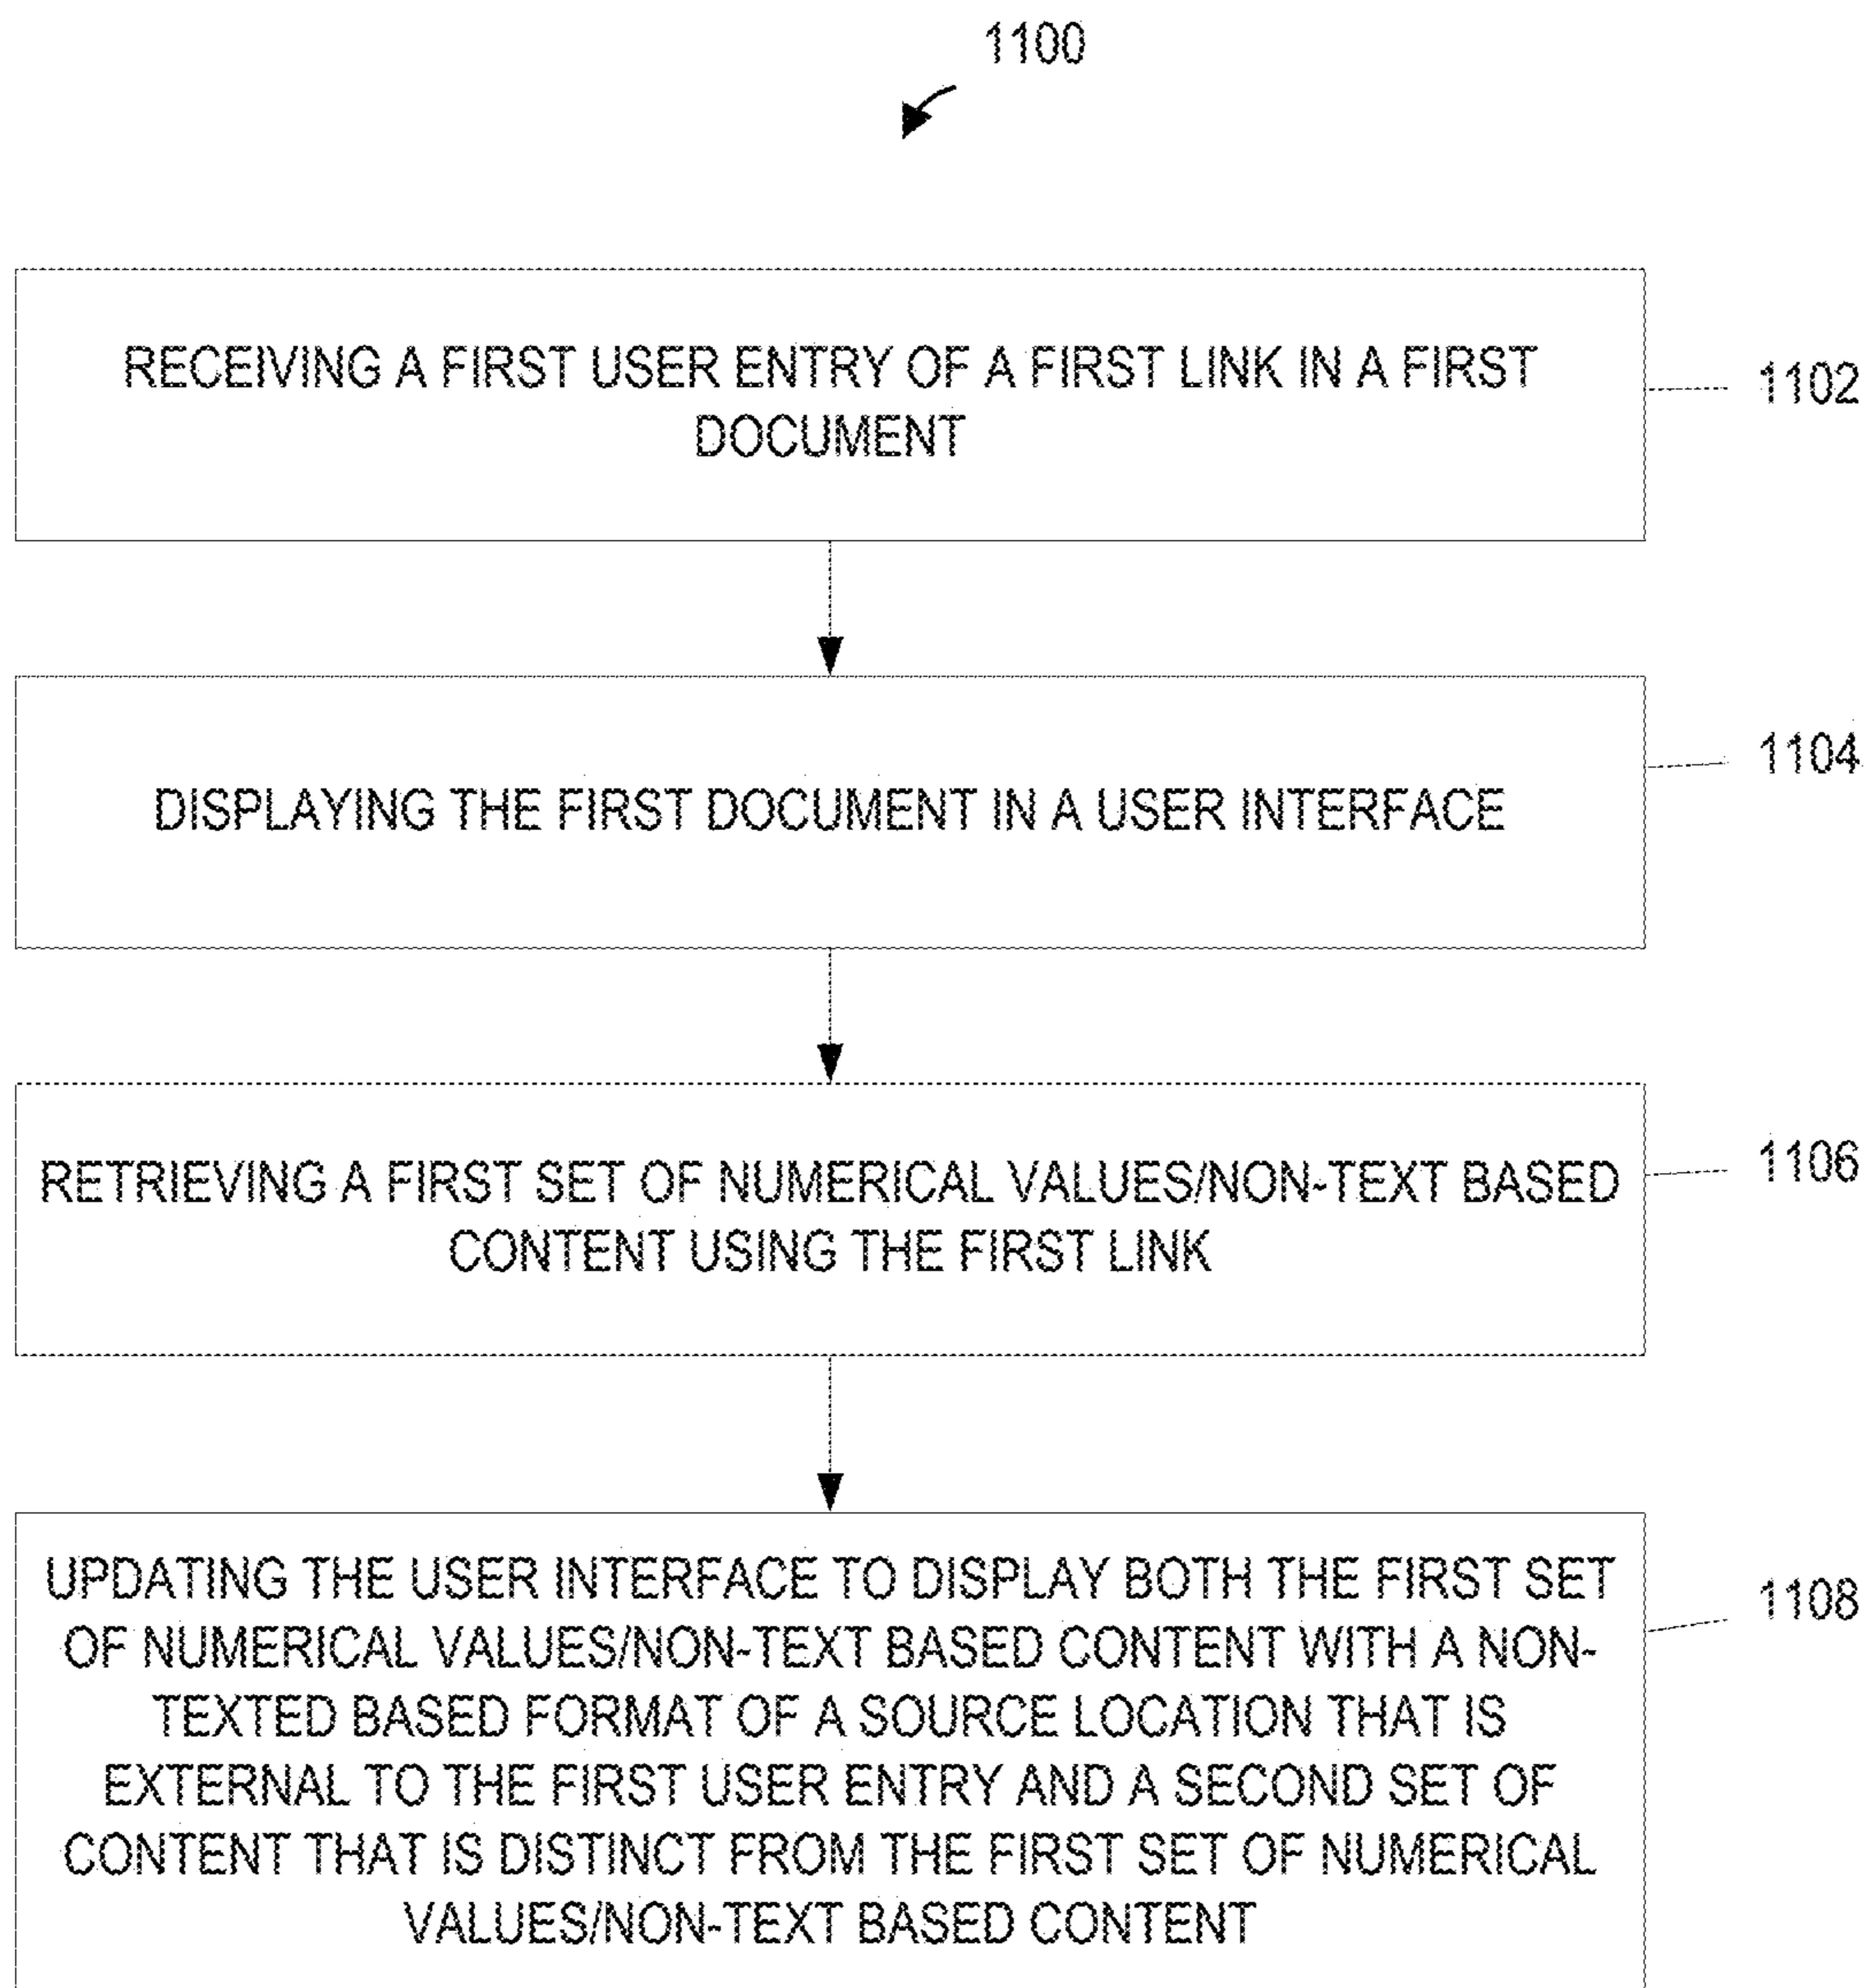 1100
RECEIVING A FIRST USER ENTRY OF A FIRST LINK IN A FIRST
DOCUMENT
1102
DISPLAYING THE FIRST DOCUMENT IN A USER INTERFACE
1104
RETRIEVING A FIRST SET OF NUMERICAL VALUES/NON-TEXT BASED
CONTENT USING THE FIRST LINK
1106
UPDATING THE USER INTERFACE TO DISPLAY BOTH THE FIRST SET
OF NUMERICAL VALUES/NON-TEXT BASED CONTENT WITH A NON-
TEXTED BASED FORMAT OF A SOURCE LOCATION THAT IS
EXTERNAL TO THE FIRST USER ENTRY AND A SECOND SET OF
CONTENT THAT IS DISTINCT FROM THE FIRST SET OF NUMERICAL
VALUES/NON-TEXT BASED CONTENT
1108